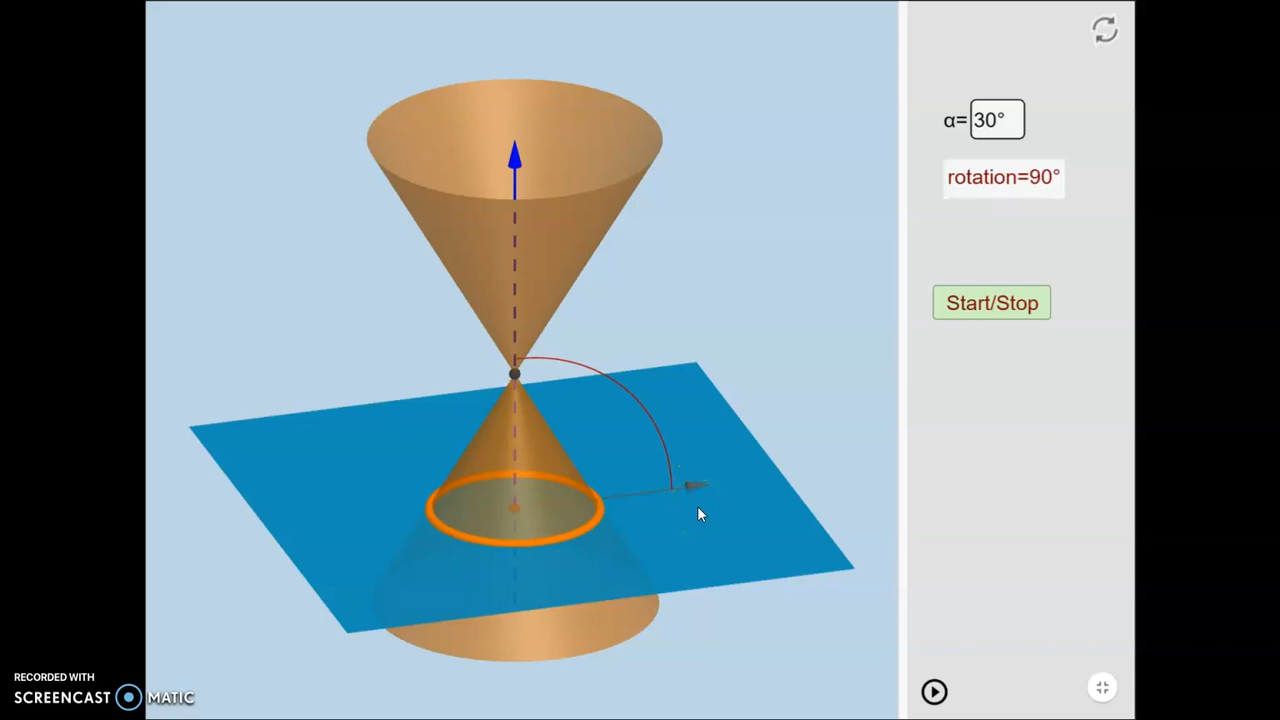 α= 30°
rotation=90°
Start/Stop
RECORDED WITH
SCREENCAST MATIC